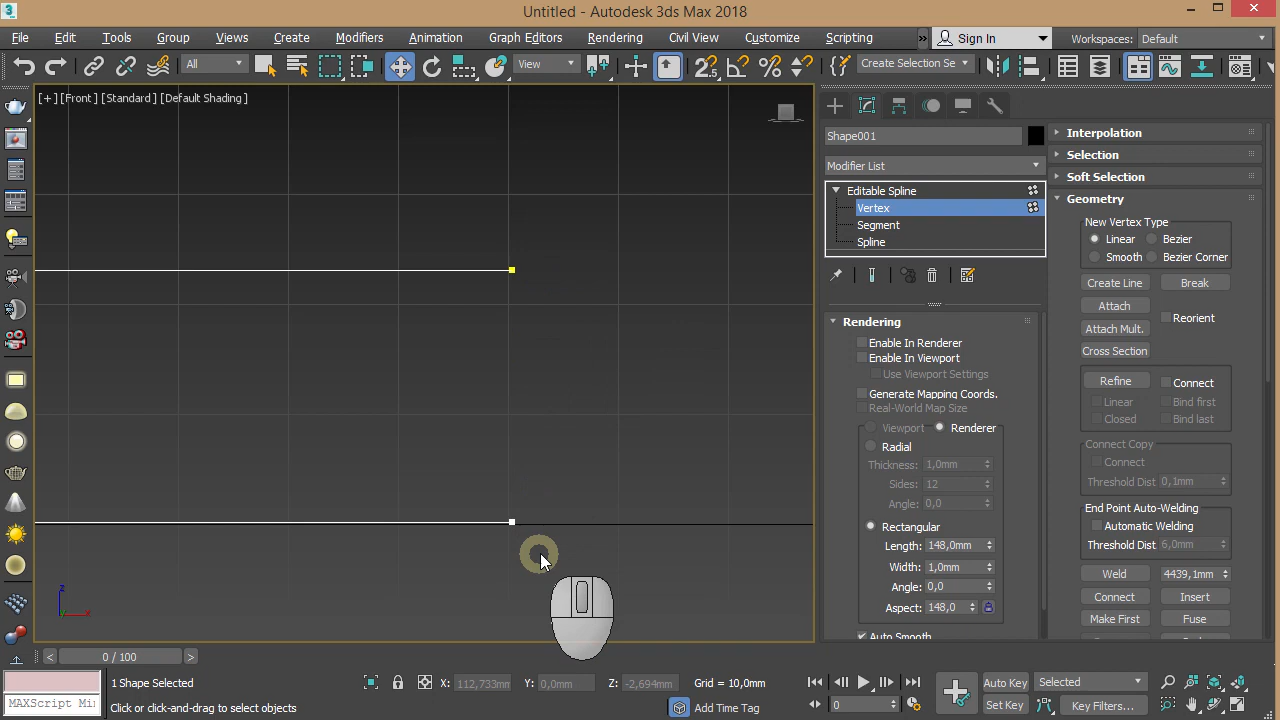 Untitled - Autodesk 3ds Max 2018
3
File Edit Tools Group Views Create Modifiers Animation Graph Editors Rendering Civil View Customize Scripting » Sign In Workspaces: Default
All View Create Selection Se
[+] [Front] [Standard] [Default Shading]
Shape001
Modifier List
Editable Spline
Vertex
Segment
Spline
Rendering
Enable In Renderer
Enable In Viewport
Use Viewport Settings
Generate Mapping Coords.
Real-World Map Size
Viewport Renderer
Radial
Thickness: 1,0mm
Sides: 12
Angle: 0,0
Rectangular
Length: 148,0mm
Width: 1,0mm
Angle: 0,0
Aspect: 148,0
Auto Smooth
Interpolation
Selection
Soft Selection
Geometry
New Vertex Type
Linear Bezier
Smooth Bezier Corner
Create Line Break
Attach Reorient
Attach Mult.
Cross Section
Refine Connect
Linear Bind first
Closed Bind last
Connect Copy
Connect
Threshold Dist 0,1mm
End Point Auto-Welding
Automatic Welding
Threshold Dist 6,0mm
Weld 4439,1mm
Connect Insert
Make First Fuse
z
x
< 0 / 100 >
1 Shape Selected X: 112,733mm Y: 0,0mm Z: -2,694mm Grid = 10,0mm Auto Key Selected
MAXScript Mi Click or click-and-drag to select objects Add Time Tag 0 Set Key Key Filters...